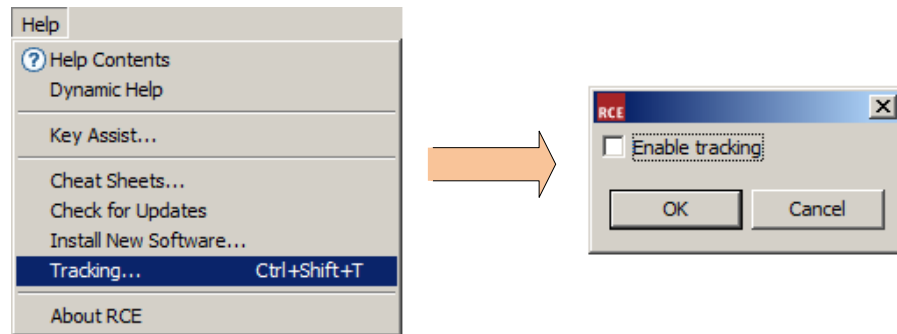 Help
Help Contents
Dynamic Help
Key Assist...
Cheat Sheets...
Check for Updates
Install New Software...
Tracking... Ctrl+Shift+T
About RCE
RCE
Enable tracking
OK Cancel